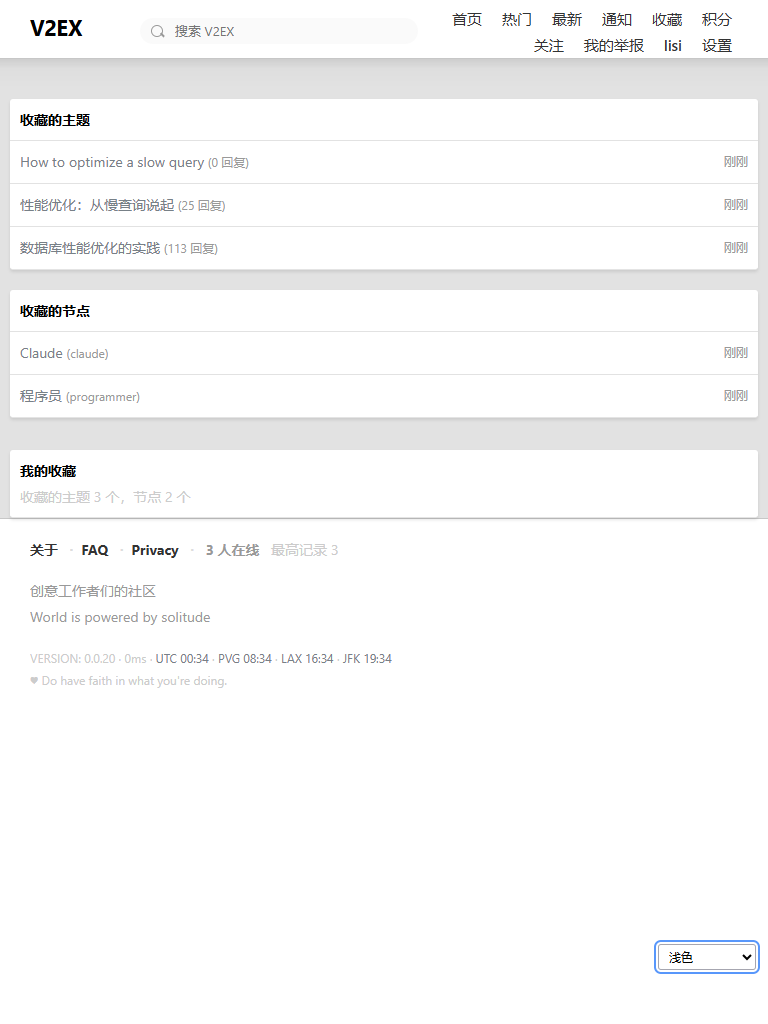 V2EX
搜索 V2EX
首页 热门 最新 通知 收藏 积分
关注 我的举报 lisi 设置
收藏的主题
How to optimize a slow query (0 回复) 刚刚
性能优化：从慢查询说起 (25 回复) 刚刚
数据库性能优化的实践 (113 回复) 刚刚
收藏的节点
Claude (claude) 刚刚
程序员 (programmer) 刚刚
我的收藏
收藏的主题 3 个，节点 2 个
关于 · FAQ · Privacy · 3 人在线 最高记录 3
创意工作者们的社区
World is powered by solitude
VERSION: 0.0.20 · 0ms · UTC 00:34 · PVG 08:34 · LAX 16:34 · JFK 19:34
♥ Do have faith in what you're doing.
浅色